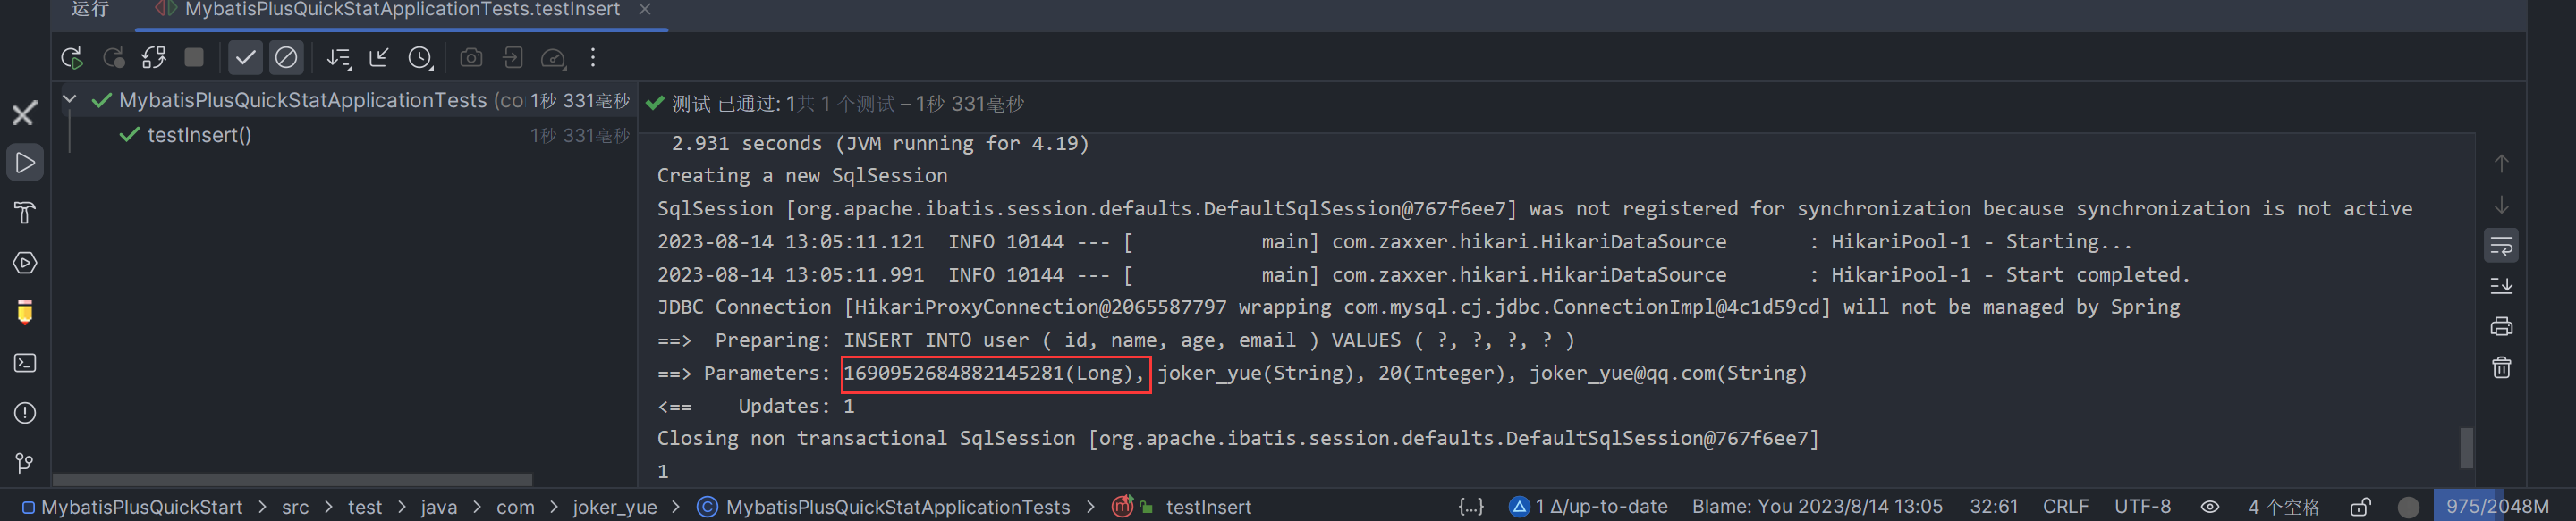 运行 MybatisPlusQuickStatApplicationTests.testInsert
MybatisPlusQuickStatApplicationTests (co 1秒 331毫秒
testInsert() 1秒 331毫秒
测试 已通过: 1共 1 个测试 – 1秒 331毫秒
2.931 seconds (JVM running for 4.19)
Creating a new SqlSession
SqlSession [org.apache.ibatis.session.defaults.DefaultSqlSession@767f6ee7] was not registered for synchronization because synchronization is not active
2023-08-14 13:05:11.121  INFO 10144 --- [           main] com.zaxxer.hikari.HikariDataSource       : HikariPool-1 - Starting...
2023-08-14 13:05:11.991  INFO 10144 --- [           main] com.zaxxer.hikari.HikariDataSource       : HikariPool-1 - Start completed.
JDBC Connection [HikariProxyConnection@2065587797 wrapping com.mysql.cj.jdbc.ConnectionImpl@4c1d59cd] will not be managed by Spring
==>  Preparing: INSERT INTO user ( id, name, age, email ) VALUES ( ?, ?, ?, ? )
==> Parameters: 1690952684882145281(Long), joker_yue(String), 20(Integer), joker_yue@qq.com(String)
<==    Updates: 1
Closing non transactional SqlSession [org.apache.ibatis.session.defaults.DefaultSqlSession@767f6ee7]
1
MybatisPlusQuickStart > src > test > java > com > joker_yue > MybatisPlusQuickStatApplicationTests > testInsert {...} 1 Δ/up-to-date Blame: You 2023/8/14 13:05 32:61 CRLF UTF-8 4 个空格 975/2048M